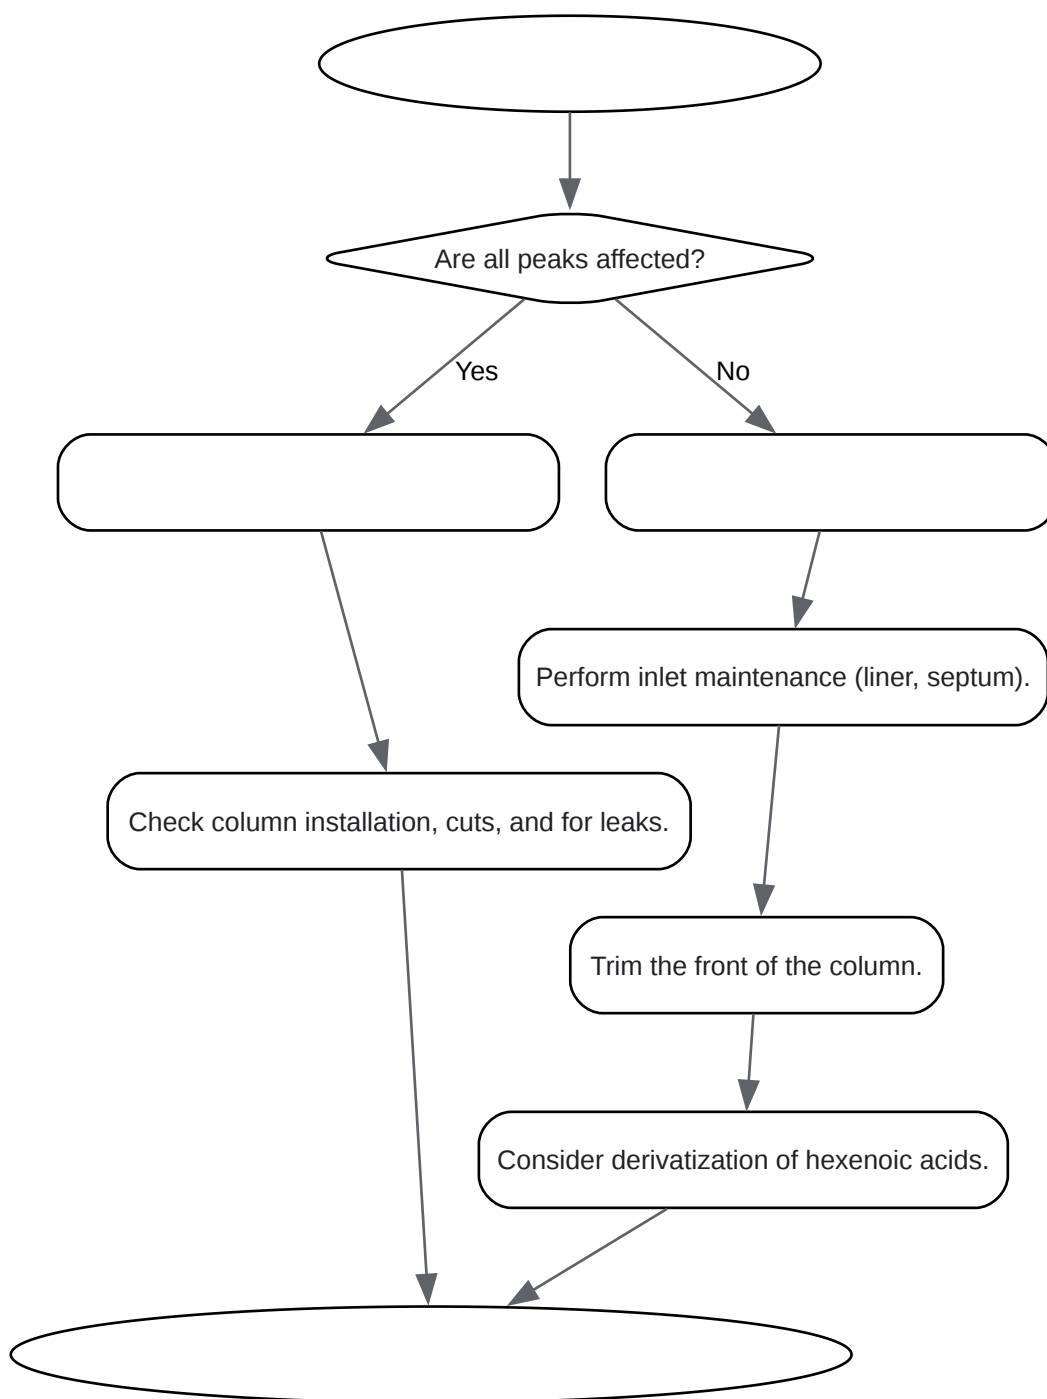 Are all peaks affected?
Yes
No
Perform inlet maintenance (liner, septum).
Check column installation, cuts, and for leaks.
Trim the front of the column.
Consider derivatization of hexenoic acids.